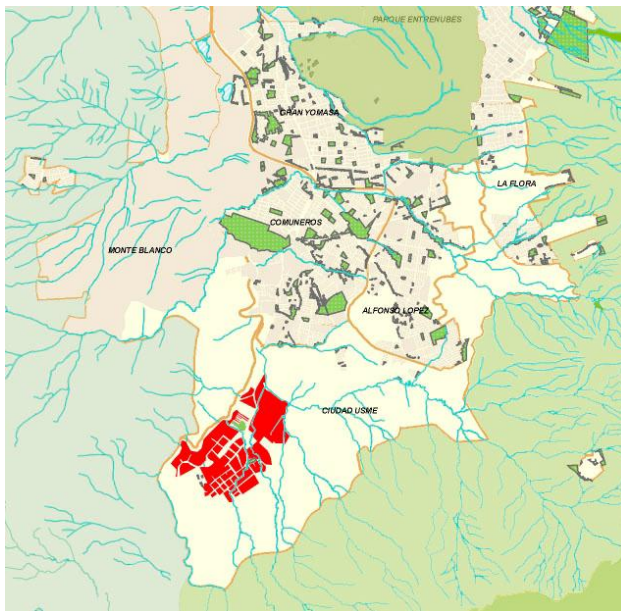 PARQUE ENTRENUBES
GRAN YOMASA
LA FLORA
COMUNEROS
MONTE BLANCO
ALFONSO LOPEZ
CIUDAD USME